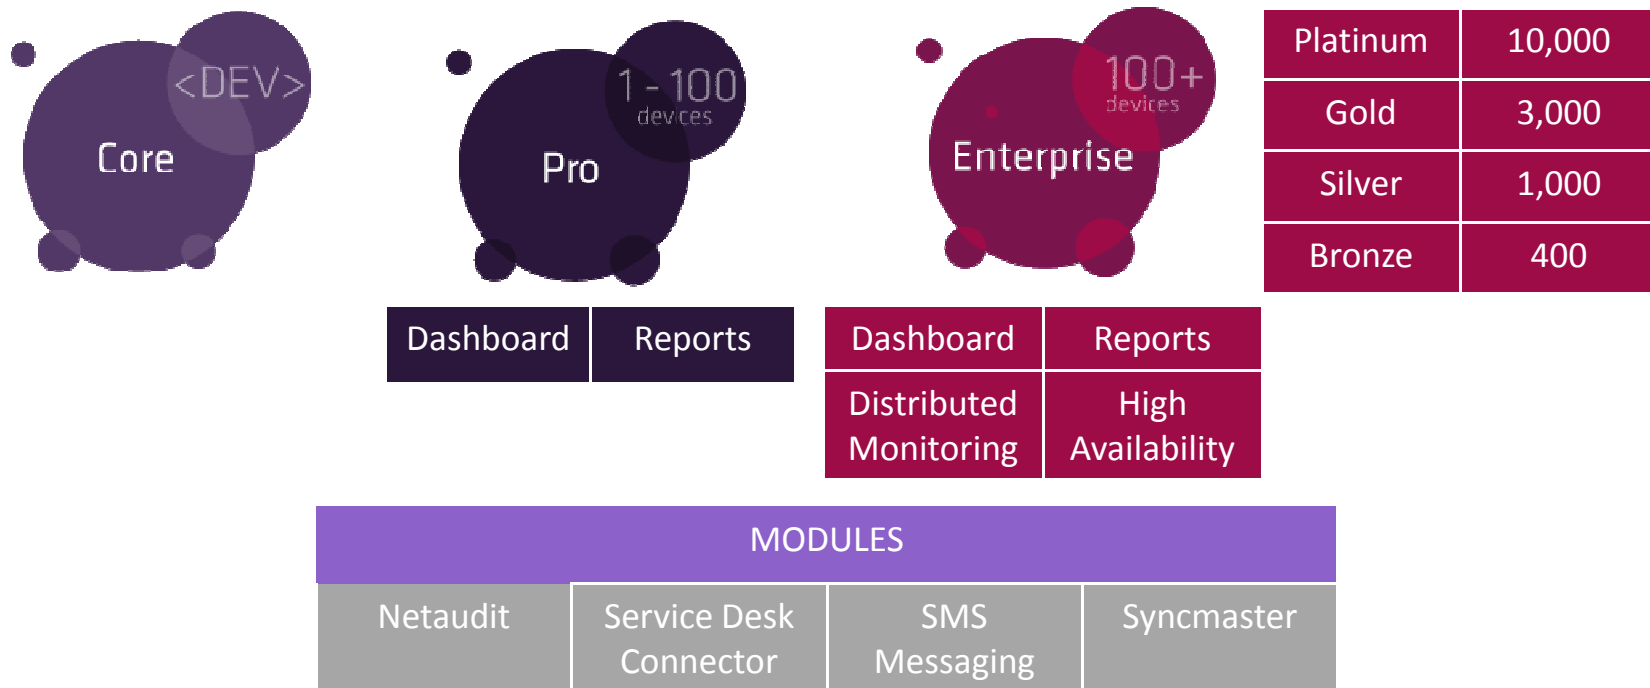 <DEV>
Core
1 - 100
devices
Pro
100+
devices
Enterprise
Platinum 10,000
Gold 3,000
Silver 1,000
Bronze 400
Dashboard Reports
Dashboard Reports
Distributed
Monitoring
High
Availability
MODULES
Netaudit
Service Desk
Connector
SMS
Messaging
Syncmaster